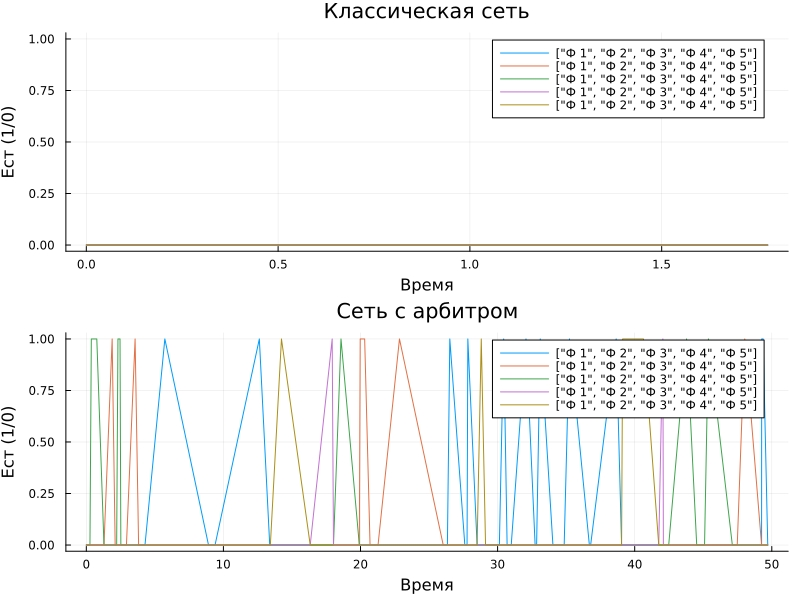 Классическая сеть
1.00
0.75
0.50
0.25
0.00
Ест (1/0)
["Ф 1", "Ф 2", "Ф 3", "Ф 4", "Ф 5"]
["Ф 1", "Ф 2", "Ф 3", "Ф 4", "Ф 5"]
["Ф 1", "Ф 2", "Ф 3", "Ф 4", "Ф 5"]
["Ф 1", "Ф 2", "Ф 3", "Ф 4", "Ф 5"]
["Ф 1", "Ф 2", "Ф 3", "Ф 4", "Ф 5"]
0.0 0.5 1.0 1.5
Время
Сеть с арбитром
1.00
0.75
0.50
0.25
0.00
Ест (1/0)
["Ф 1", "Ф 2", "Ф 3", "Ф 4", "Ф 5"]
["Ф 1", "Ф 2", "Ф 3", "Ф 4", "Ф 5"]
["Ф 1", "Ф 2", "Ф 3", "Ф 4", "Ф 5"]
["Ф 1", "Ф 2", "Ф 3", "Ф 4", "Ф 5"]
["Ф 1", "Ф 2", "Ф 3", "Ф 4", "Ф 5"]
0 10 20 30 40 50
Время